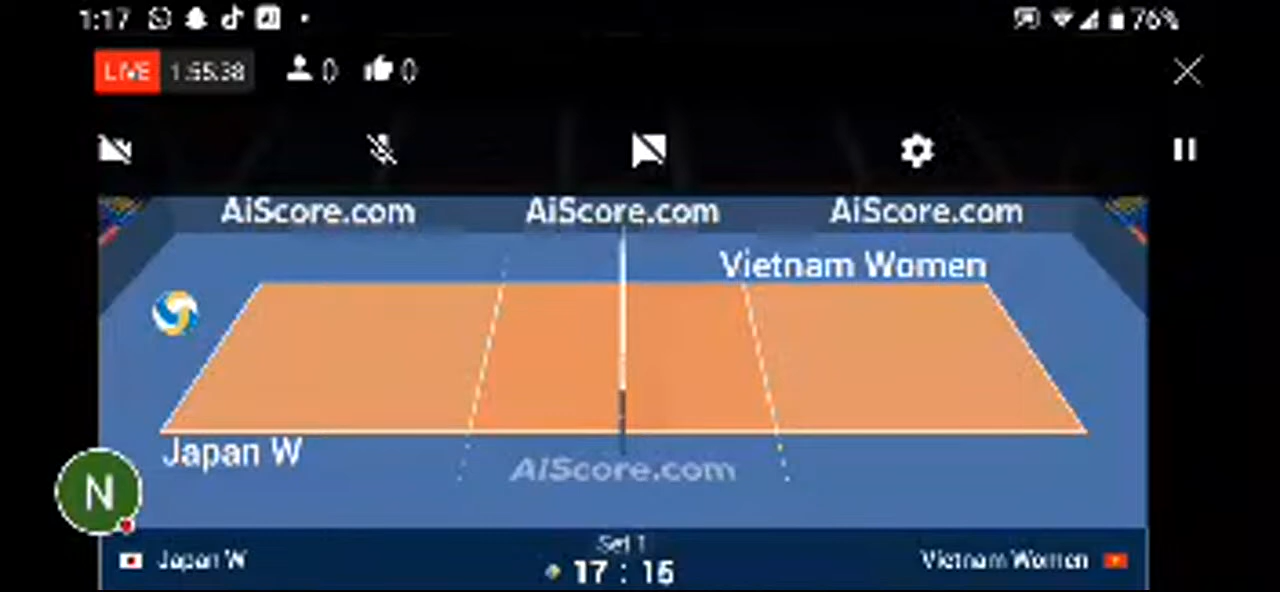 1:17 76%
LIVE 1:55:38 0 0
AiScore.com AiScore.com AiScore.com
Vietnam Women
Japan W
AiScore.com
N
Set 1
Japan W Vietnam Women
17 : 15